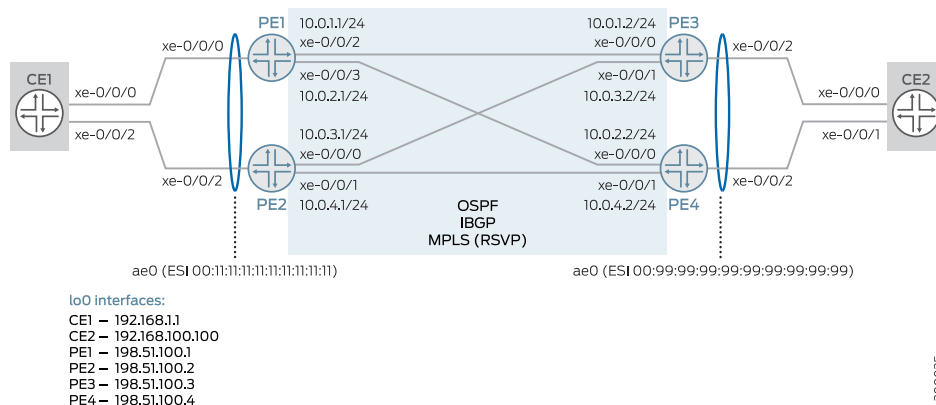 PE1
10.0.1.1/24
10.0.1.2/24
PE3
xe-0/0/0
xe-0/0/2
xe-0/0/0
xe-0/0/2
CE1
xe-0/0/0
xe-0/0/3
xe-0/0/1
xe-0/0/0
CE2
10.0.2.1/24
10.0.3.2/24
xe-0/0/2
10.0.3.1/24
10.0.2.2/24
xe-0/0/1
xe-0/0/0
xe-0/0/0
xe-0/0/2
xe-0/0/1
xe-0/0/1
xe-0/0/2
PE2
10.0.4.1/24
10.0.4.2/24
PE4
OSPF
IBGP
MPLS (RSVP)
ae0 (ESI 00:11:11:11:11:11:11:11:11:11)
ae0 (ESI 00:99:99:99:99:99:99:99:99:99)
lo0 interfaces:
CE1 – 192.168.1.1
CE2 – 192.168.100.100
PE1 – 198.51.100.1
PE2 – 198.51.100.2
PE3 – 198.51.100.3
PE4 – 198.51.100.4